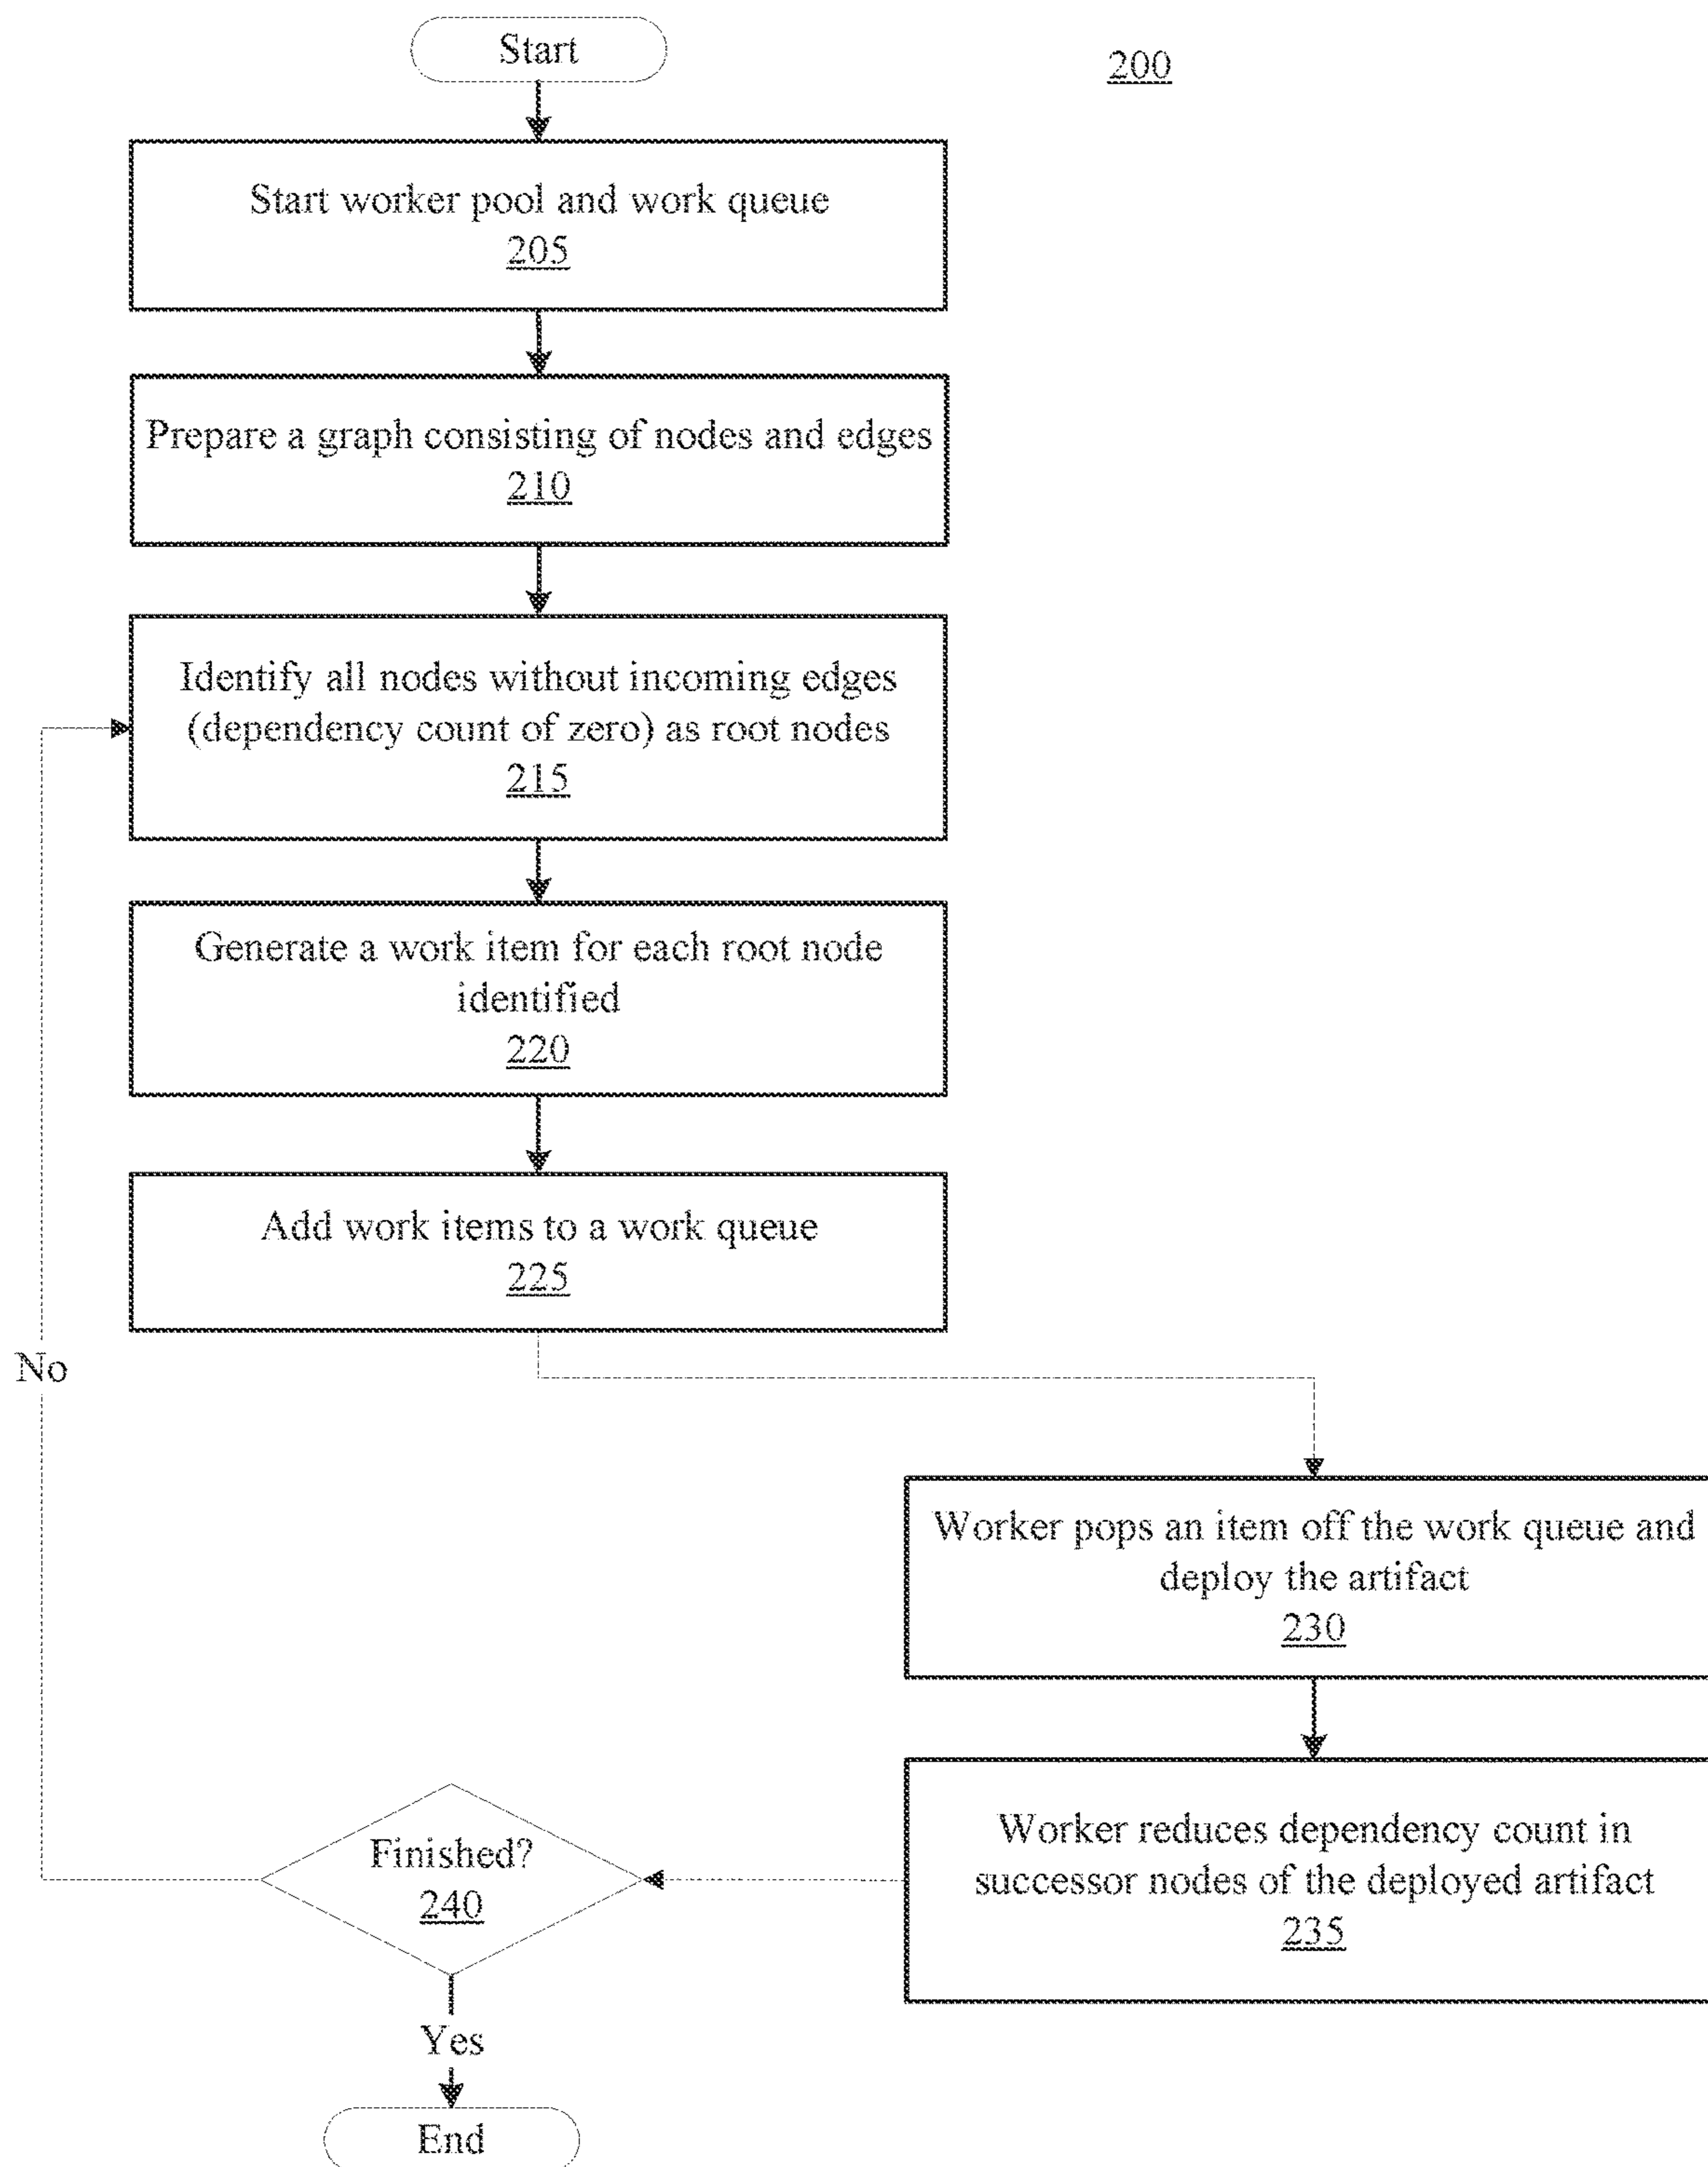 Start
200
Start worker pool and work queue
205
Prepare a graph consisting of nodes and edges
210
Identify all nodes without incoming edges
(dependency count of zero) as root nodes
215
Generate a work item for each root node
identified
220
Add work items to a work queue
225
No
Worker pops an item off the work queue and
deploy the artifact
230
Worker reduces dependency count in
successor nodes of the deployed artifact
235
Finished?
240
Yes
End